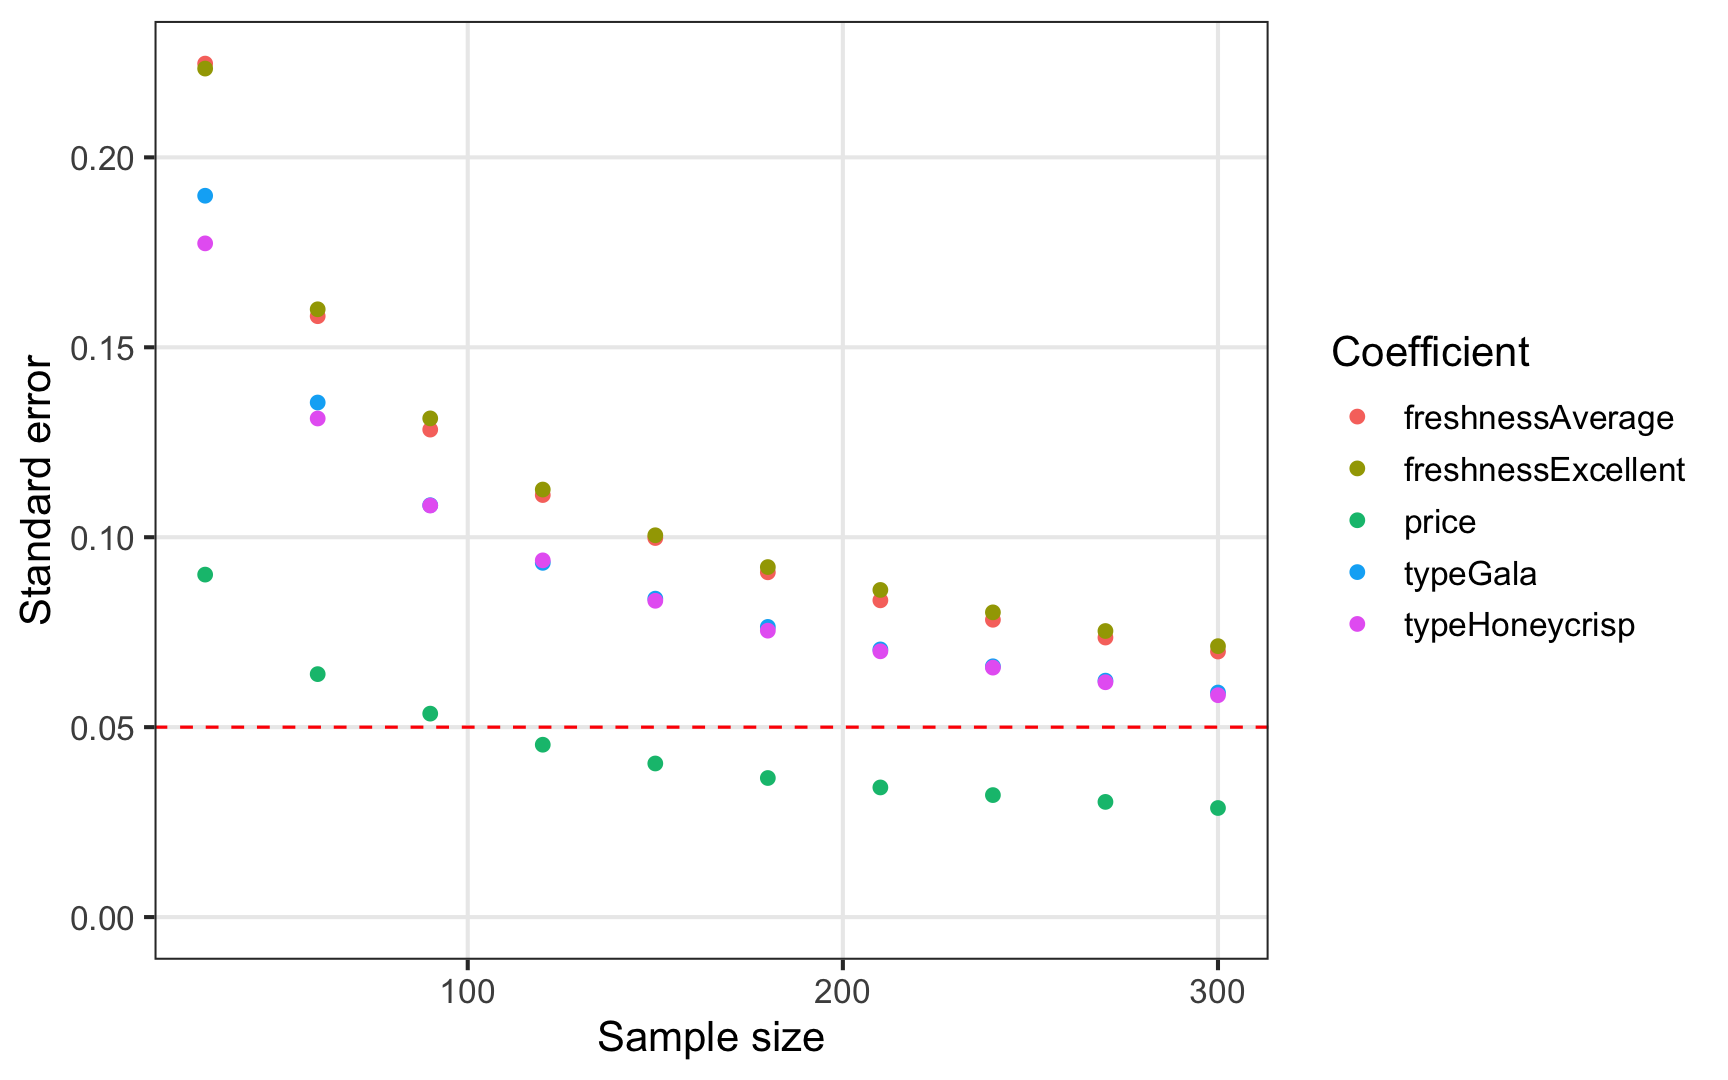 0.20
0.15
0.10
0.05
0.00
Standard error
100
200
300
Sample size
Coefficient
freshnessAverage
freshnessExcellent
price
typeGala
typeHoneycrisp